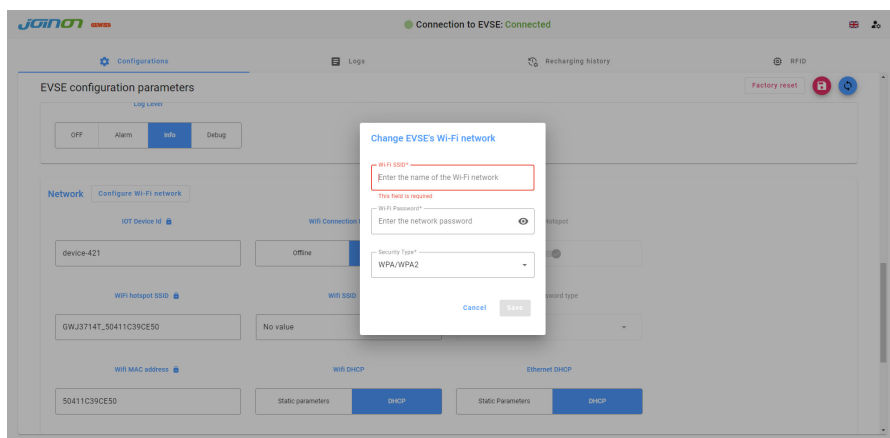 JOINON GEWISS
Connection to EVSE: Connected
Configurations
Logs
Recharging history
RFID
EVSE configuration parameters
Factory reset
Log Level
OFF Alarm Info Debug
Network Configure Wi-Fi network
IOT Device Id
Wifi Connection
Hotspot
device-421
Offline
WiFi hotspot SSID
Wifi SSID
sword type
GWJ3714T_50411C39CE50
No value
Wifi MAC address
Wifi DHCP
Ethernet DHCP
50411C39CE50
Static parameters DHCP
Static Parameters DHCP
Change EVSE's Wi-Fi network
Wi-Fi SSID*
Enter the name of the Wi-Fi network
This field is required
Wi-Fi Password*
Enter the network password
Security Type*
WPA/WPA2
Cancel Save